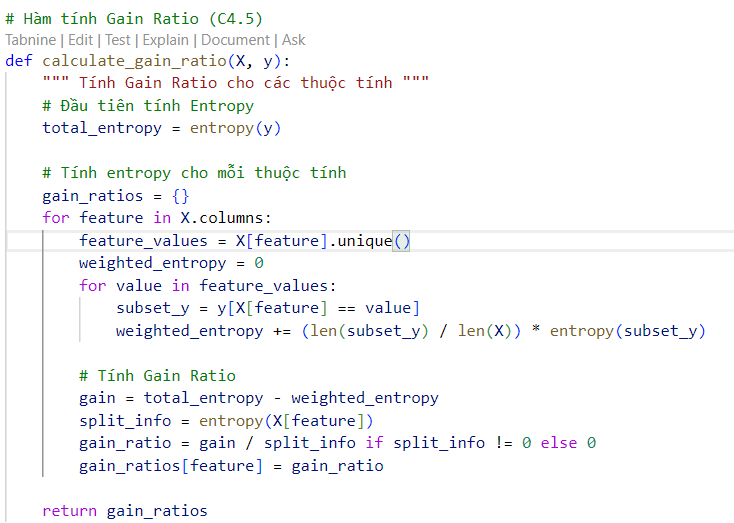 # Hàm tính Gain Ratio (C4.5)
Tabnine | Edit | Test | Explain | Document | Ask
def calculate_gain_ratio(X, y):
    """ Tính Gain Ratio cho các thuộc tính """
    # Đầu tiên tính Entropy
    total_entropy = entropy(y)

    # Tính entropy cho mỗi thuộc tính
    gain_ratios = {}
    for feature in X.columns:
        feature_values = X[feature].unique()
        weighted_entropy = 0
        for value in feature_values:
            subset_y = y[X[feature] == value]
            weighted_entropy += (len(subset_y) / len(X)) * entropy(subset_y)

        # Tính Gain Ratio
        gain = total_entropy - weighted_entropy
        split_info = entropy(X[feature])
        gain_ratio = gain / split_info if split_info != 0 else 0
        gain_ratios[feature] = gain_ratio

    return gain_ratios